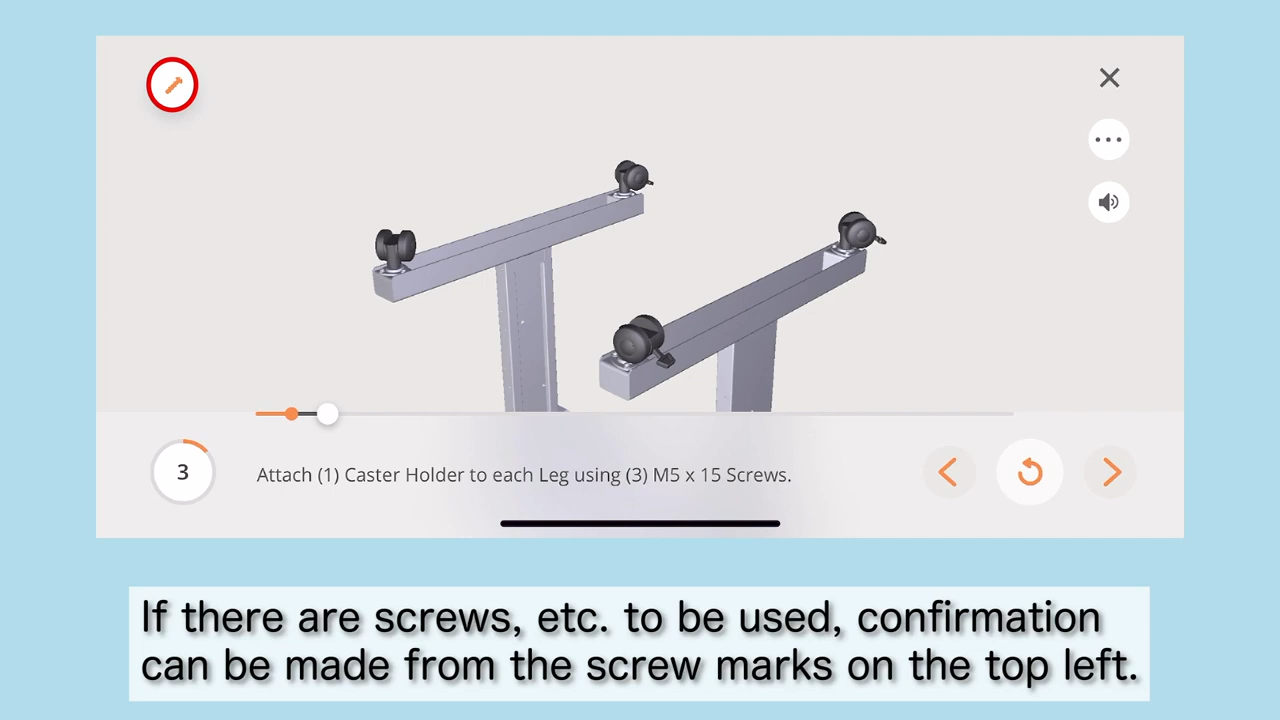 3
Attach (1) Caster Holder to each Leg using (3) M5 x 15 Screws.
If there are screws, etc. to be used, confirmation
can be made from the screw marks on the top left.